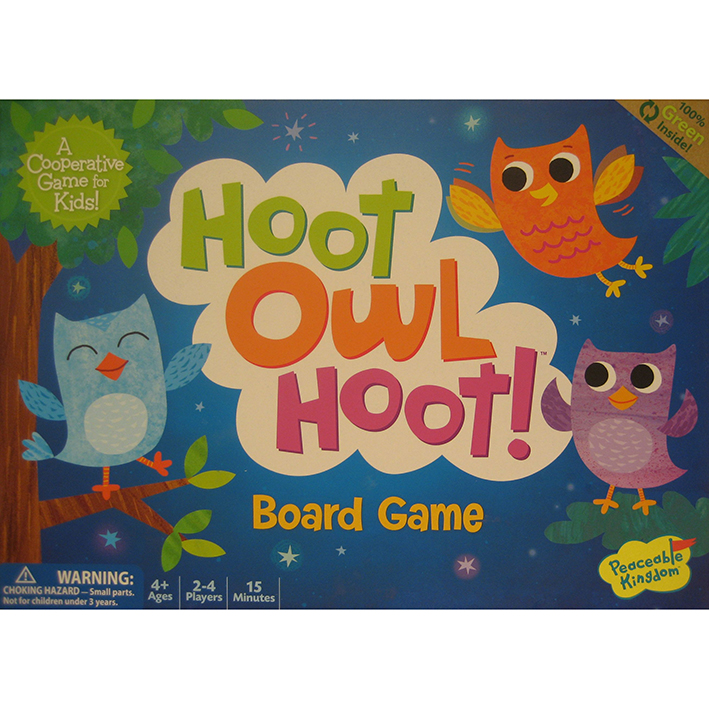 A
Cooperative
Game for
Kids!
100%
Green
Inside!
Hoot
Owl
Hoot!™
Board Game
Peaceable
Kingdom
WARNING:
CHOKING HAZARD — Small parts.
Not for children under 3 years.
4+
Ages
2-4
Players
15
Minutes